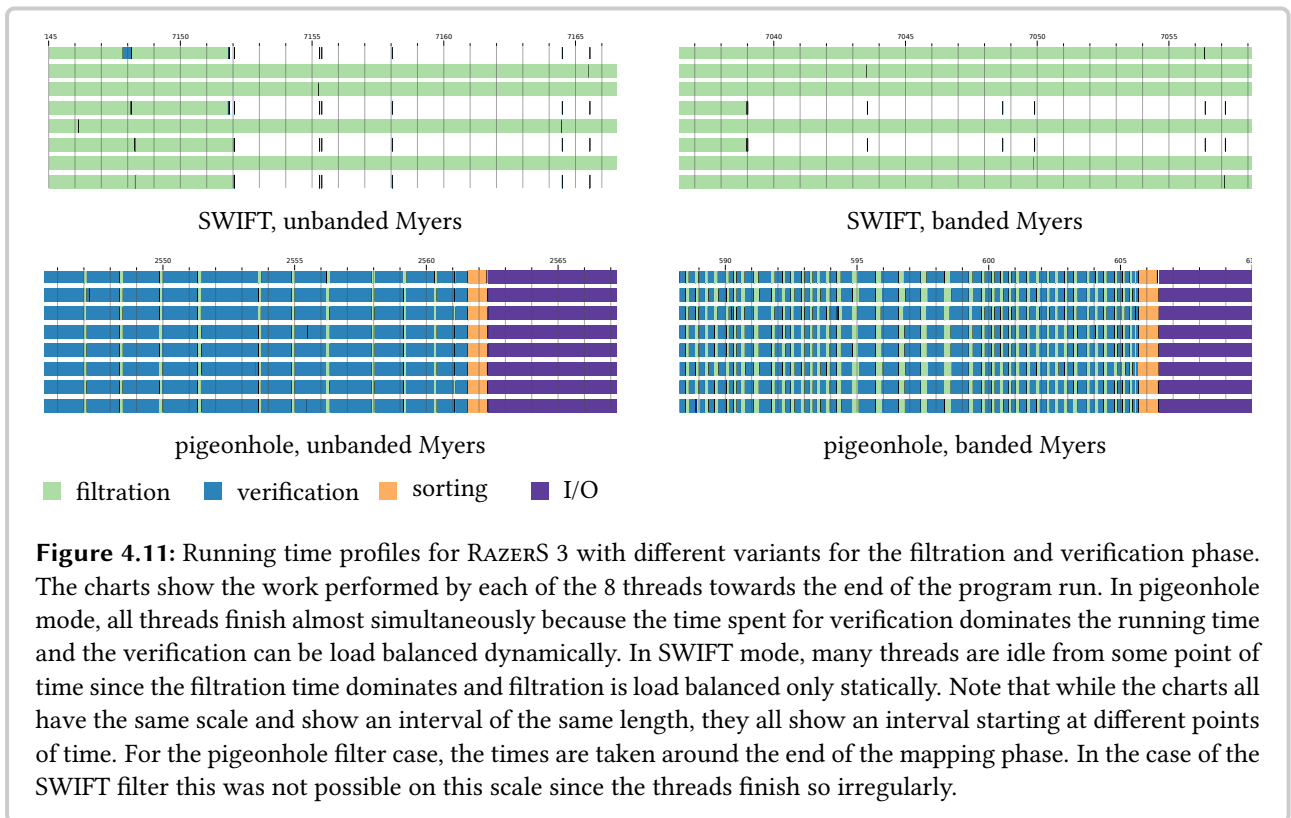 145 7150 7155 7160 7165
7040 7045 7050 7055
SWIFT, unbanded Myers
SWIFT, banded Myers
2550 2555 2560 2565
590 595 600 605
pigeonhole, unbanded Myers
pigeonhole, banded Myers
filtration verification sorting I/O
Figure 4.11: Running time profiles for RAZERS 3 with different variants for the filtration and verification phase.
The charts show the work performed by each of the 8 threads towards the end of the program run. In pigeonhole
mode, all threads finish almost simultaneously because the time spent for verification dominates the running time
and the verification can be load balanced dynamically. In SWIFT mode, many threads are idle from some point of
time since the filtration time dominates and filtration is load balanced only statically. Note that while the charts all
have the same scale and show an interval of the same length, they all show an interval starting at different points
of time. For the pigeonhole filter case, the times are taken around the end of the mapping phase. In the case of the
SWIFT filter this was not possible on this scale since the threads finish so irregularly.